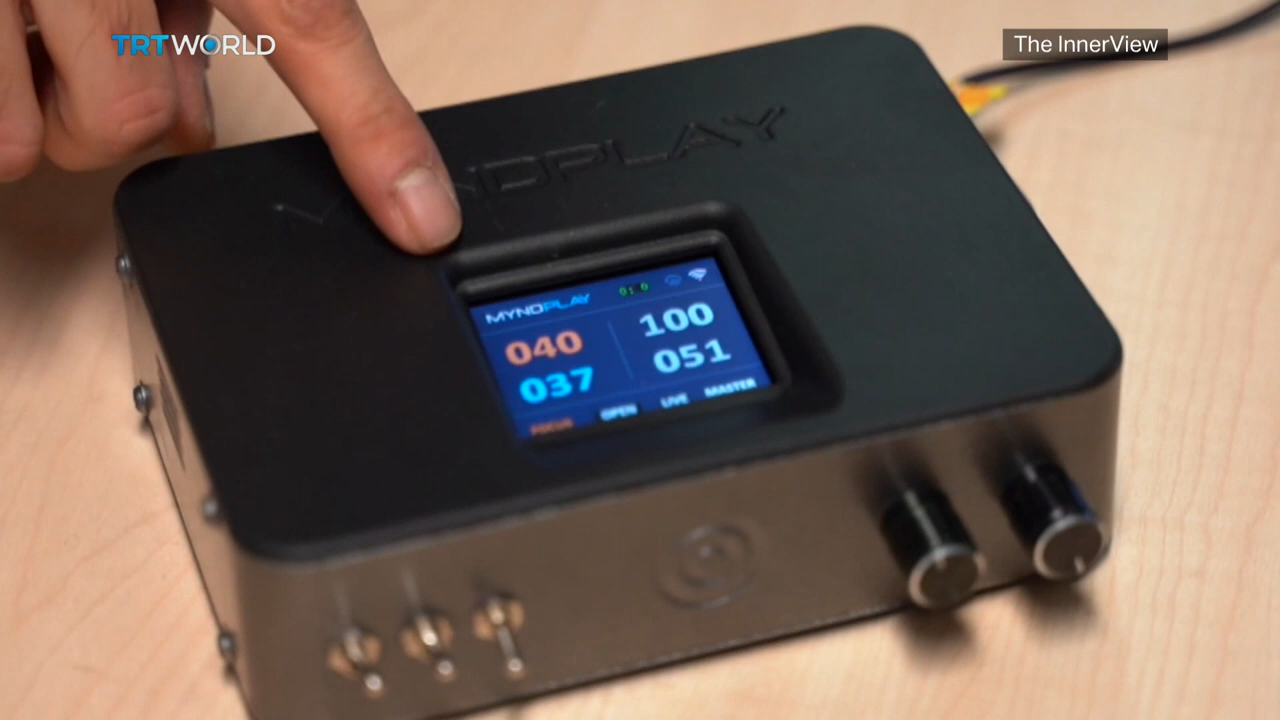 TRTWORLD
The InnerView
MYNDPLAY
MYNDPLAY
040
100
037
051
FOCUS
OPEN
LIVE
MASTER